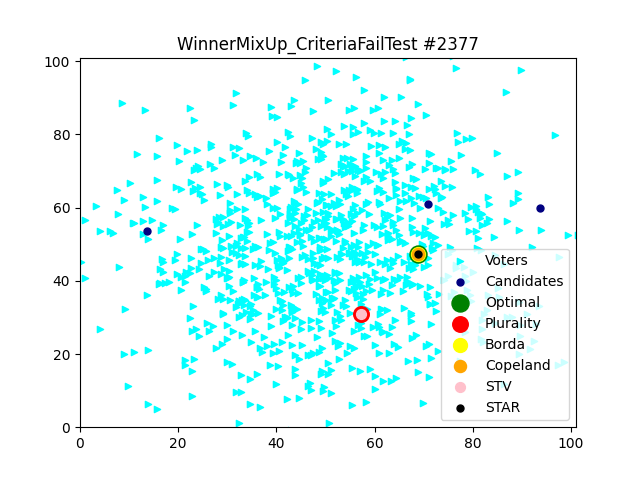 WinnerMixUp_CriteriaFailTest #2377
100
80
60
40
20
0
0
20
40
60
80
100
Voters
Candidates
Optimal
Plurality
Borda
Copeland
STV
STAR